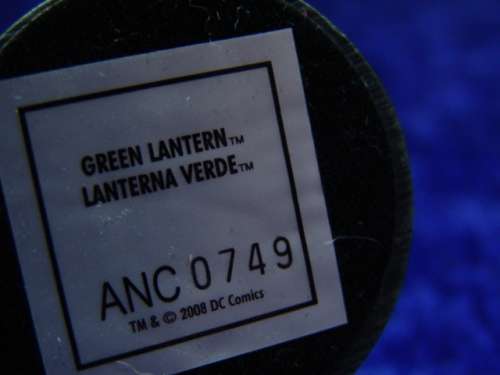 GREEN LANTERN™
LANTERNA VERDE™
ANC 0749
TM & © 2008 DC Comics